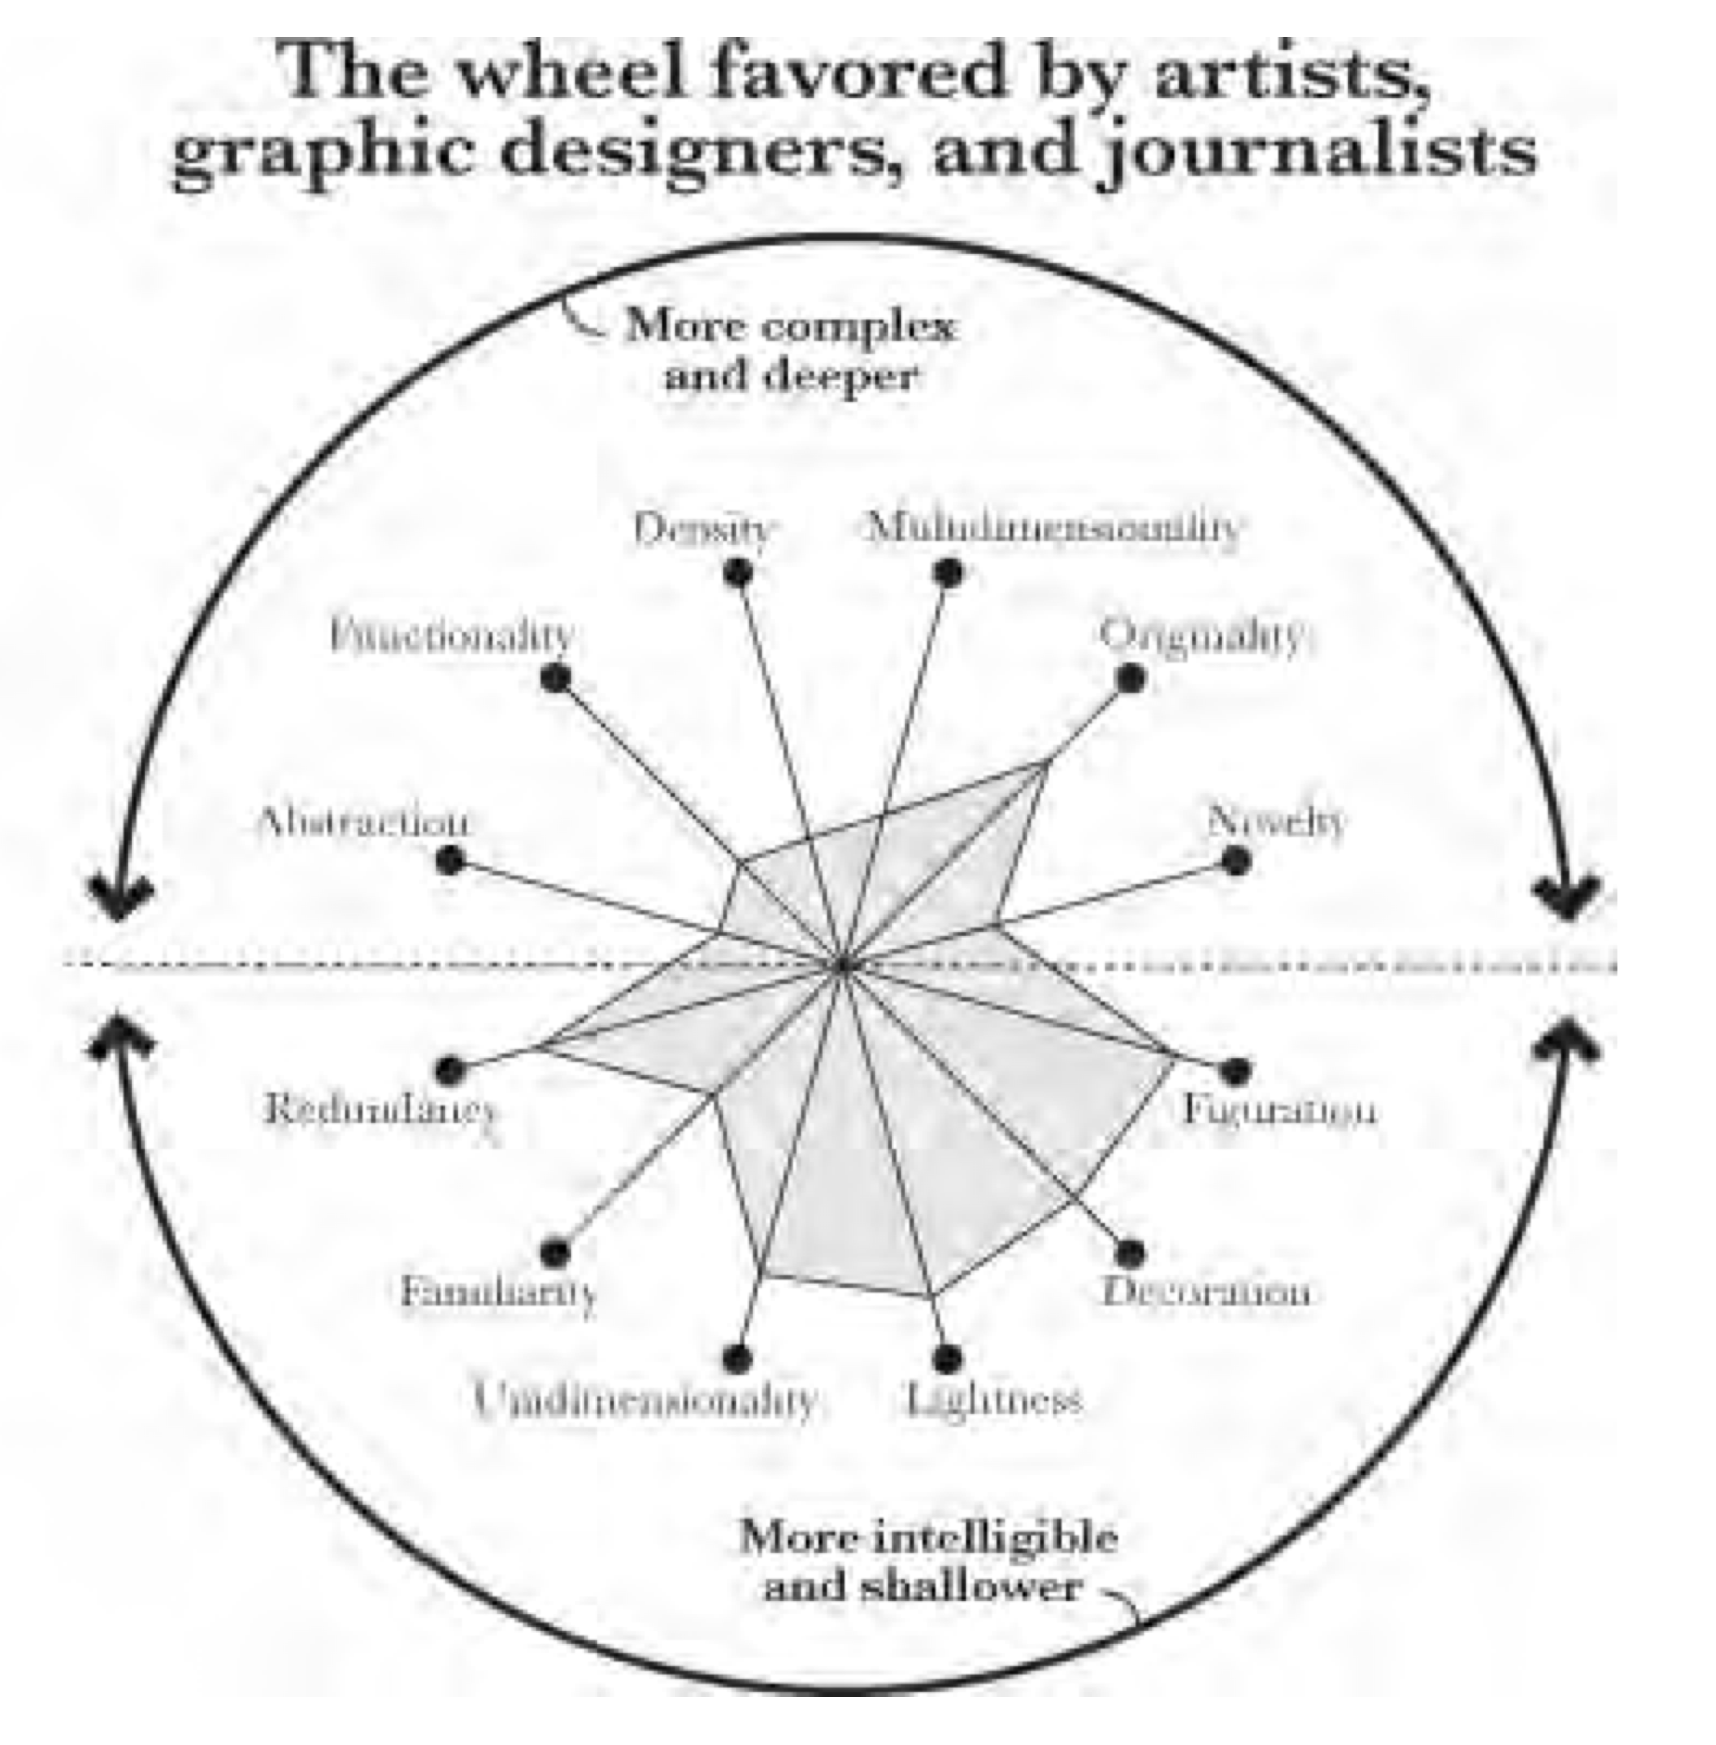 The wheel favored by artists,
graphic designers, and journalists
More complex
and deeper
Density
Multidimensionality
Functionality
Originality
Abstraction
Novelty
Redundancy
Figuration
Familiarity
Decoration
Unidimensionality
Lightness
More intelligible
and shallower